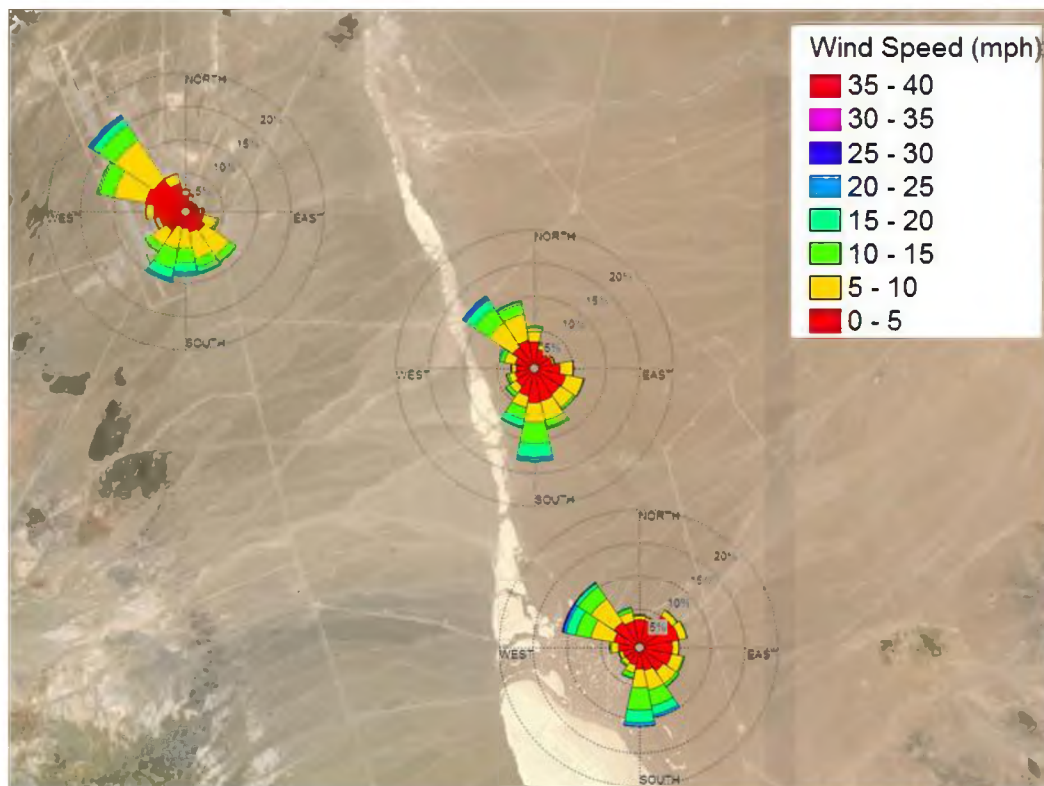 Wind Speed (mph)
35 - 40
30 - 35
25 - 30
20 - 25
15 - 20
10 - 15
5 - 10
0 - 5
NORTH
20%
15%
10%
5%
WEST
EAST
SOUTH
NORTH
20%
15%
10%
5%
WEST
EAST
SOUTH
NORTH
20%
15%
10%
5%
WEST
EAST
SOUTH